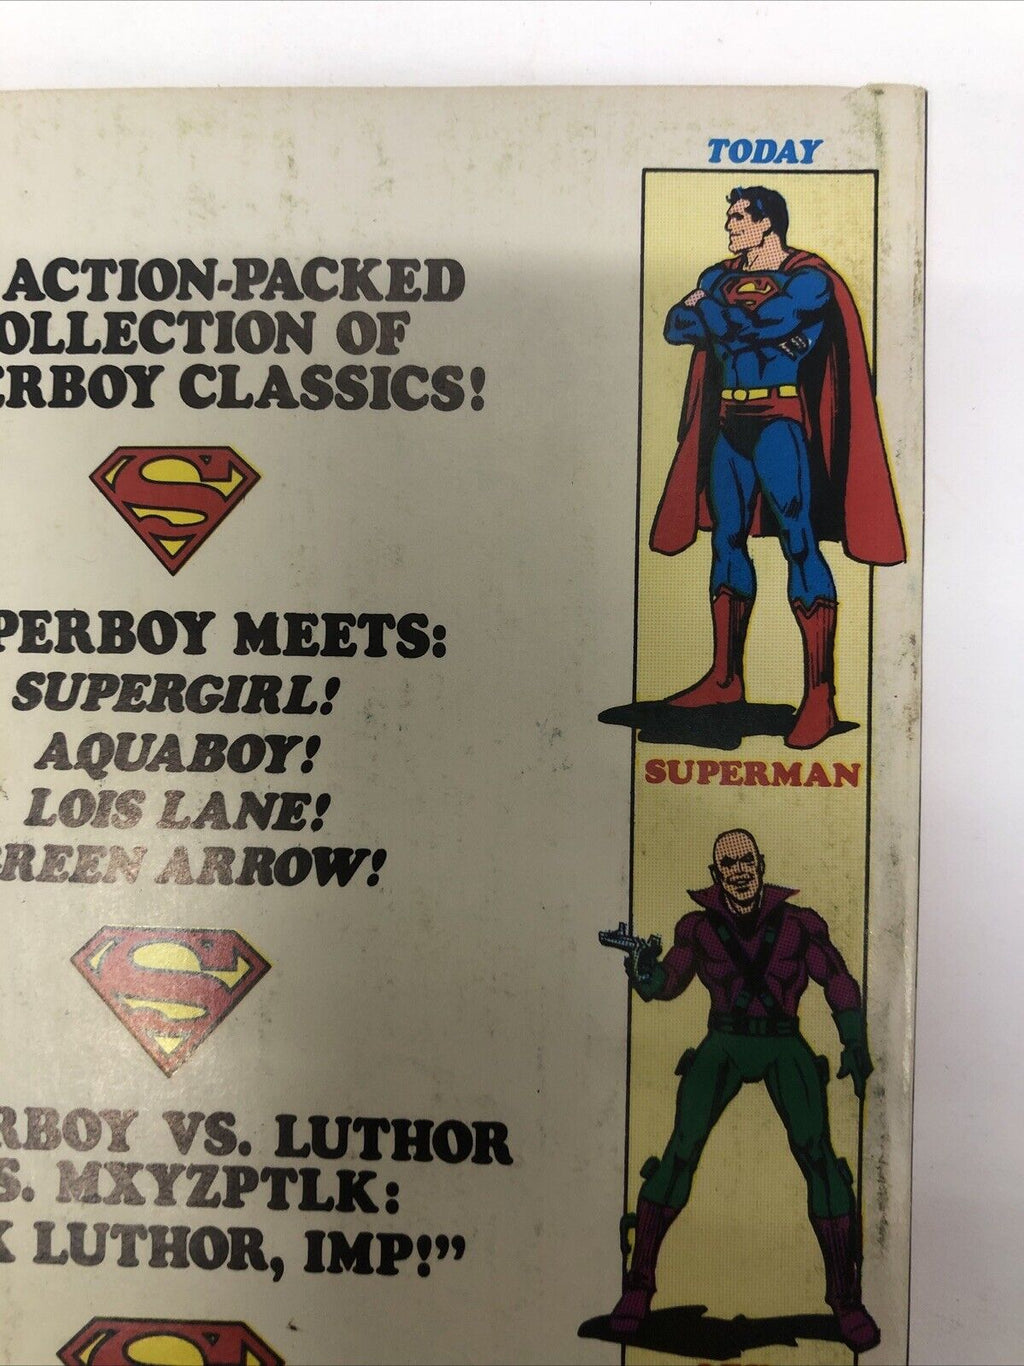 ACTION-PACKED
OLLECTION OF
ERBOY CLASSICS!
PERBOY MEETS:
SUPERGIRL!
AQUABOY!
LOIS LANE!
REEN ARROW!
RBOY VS. LUTHOR
S. MXYZPTLK:
K LUTHOR, IMP!”
TODAY
SUPERMAN